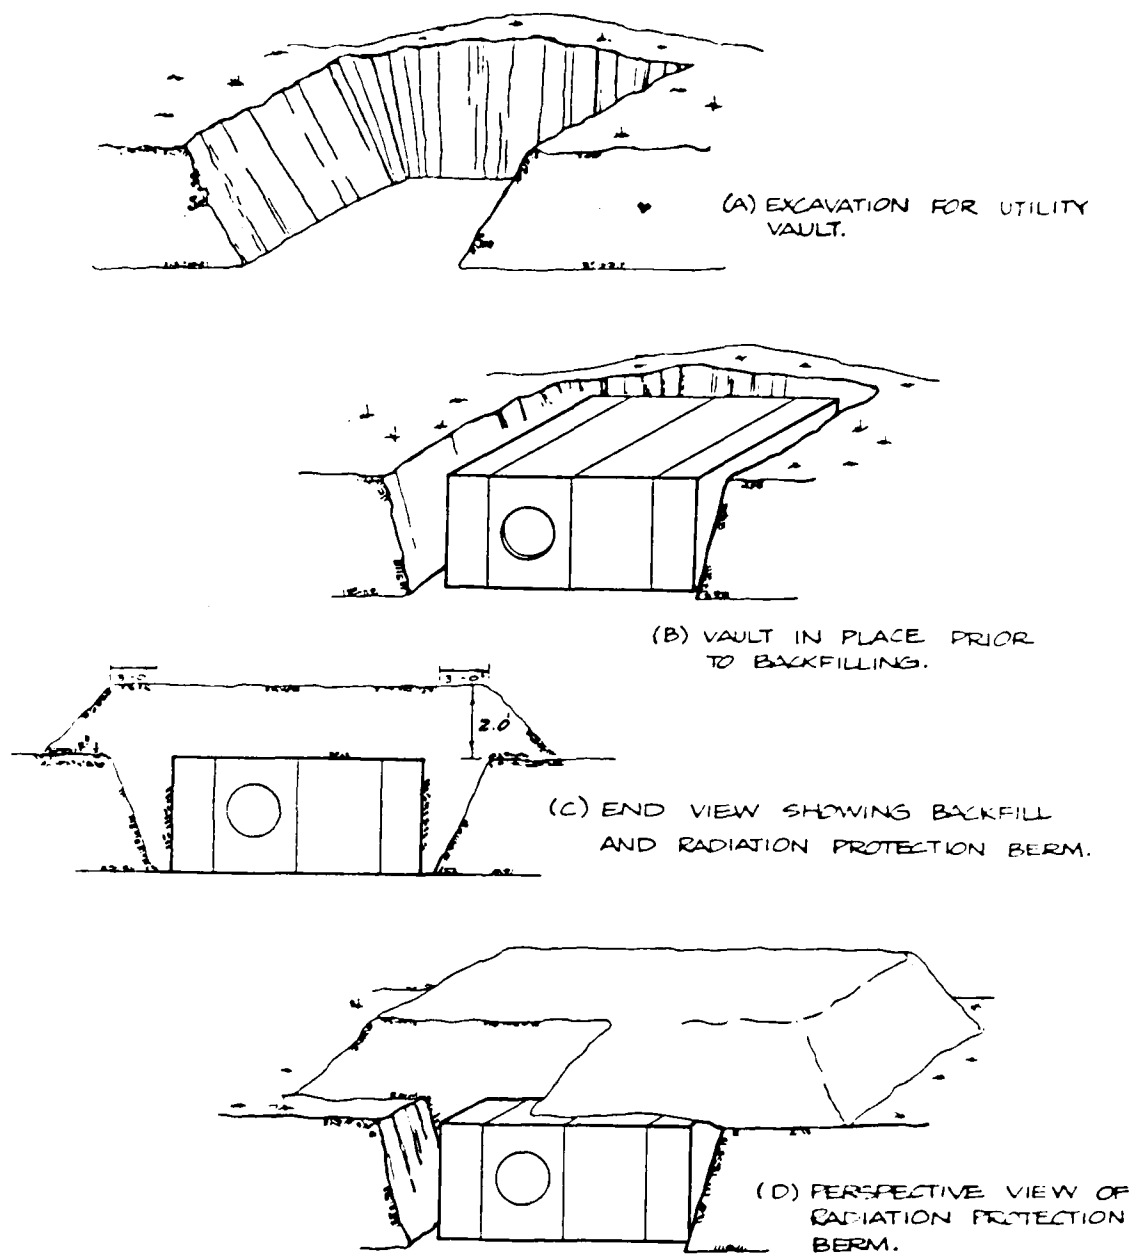 (A) EXCAVATION FOR UTILITY
VAULT.
(B) VAULT IN PLACE PRIOR
TO BACKFILLING.
3'-0"
3'-0"
2.0'
(C) END VIEW SHOWING BACKFILL
AND RADIATION PROTECTION BERM.
(D) PERSPECTIVE VIEW OF
RADIATION PROTECTION
BERM.